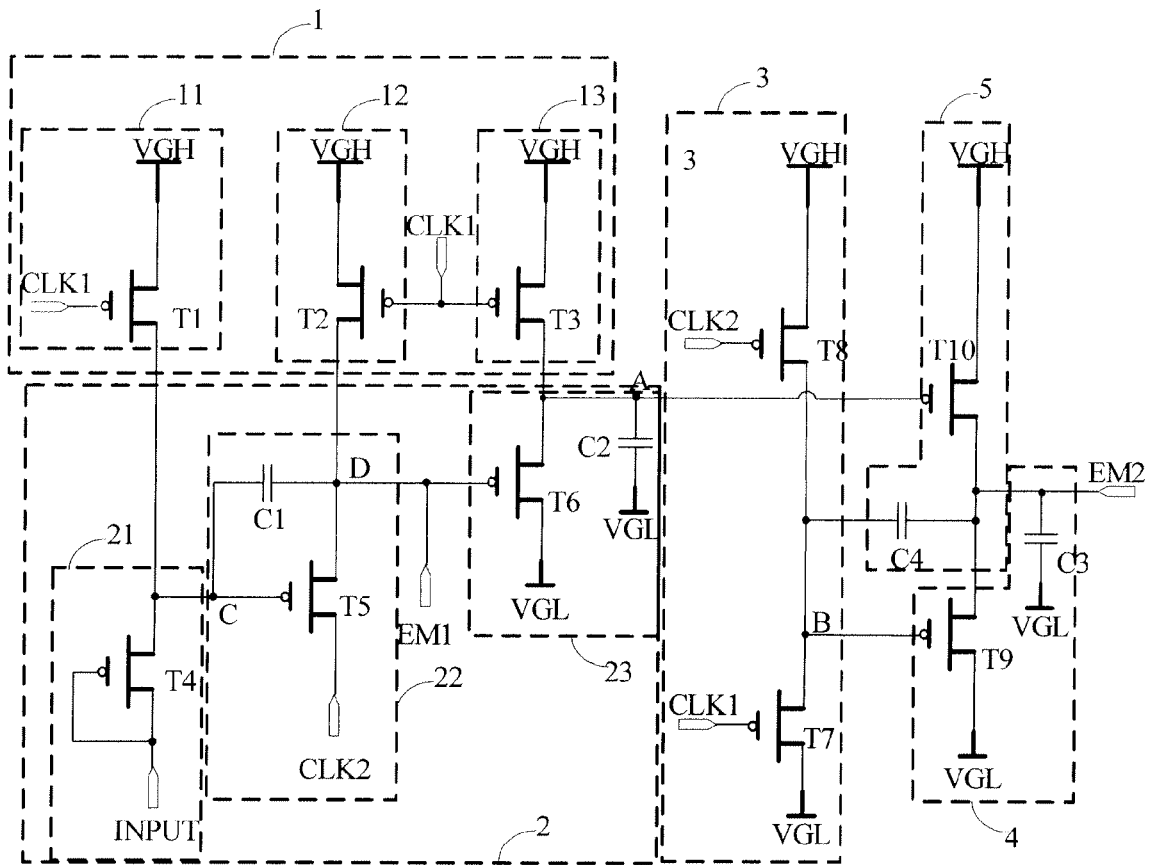 1
11
12
13
3
5
VGH
VGH
VGH
3
VGH
VGH
CLK1
CLK1
T1
T2
T3
CLK2
T8
T10
A
C2
D
C1
T6
VGL
EM2
C4
C3
21
T5
C
EM1
VGL
B
VGL
T4
23
T9
22
CLK1
T7
CLK2
VGL
INPUT
VGL
2
4